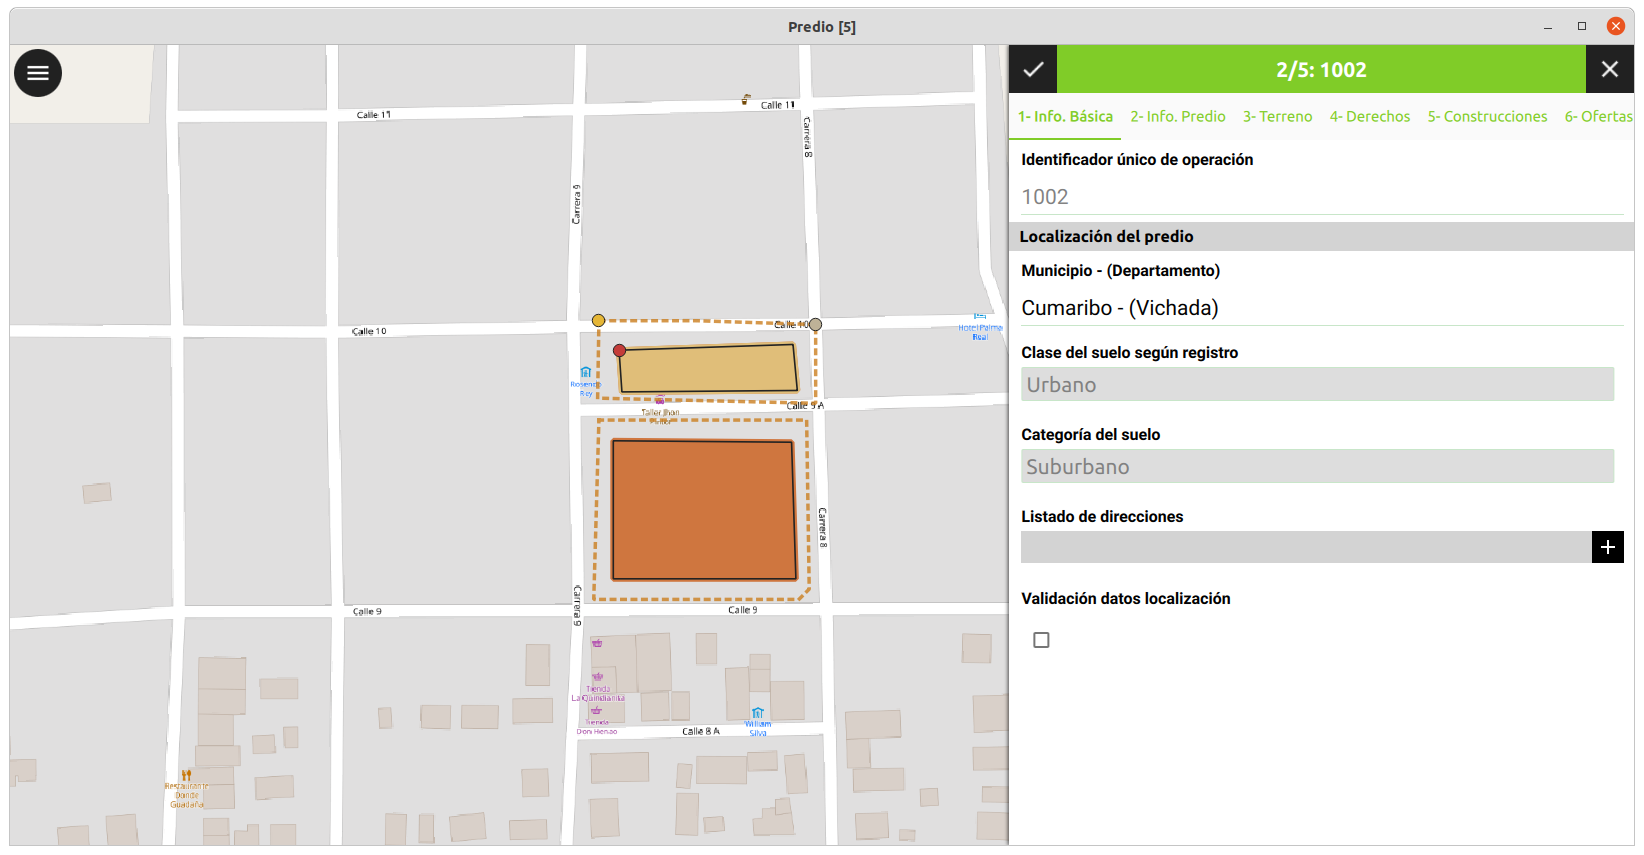 Predio [5]
2/5: 1002
1- Info. Básica 2- Info. Predio 3- Terreno 4- Derechos 5- Construcciones 6- Ofertas
Identificador único de operación
1002
Localización del predio
Municipio - (Departamento)
Cumaribo - (Vichada)
Clase del suelo según registro
Urbano
Categoría del suelo
Suburbano
Listado de direcciones
+
Validación datos localización
Calle 11
Calle 11
Carrera 8
Carrera 9
Calle 10
Calle 10
Hotel Palma
Real
Rosendo
Rey
Calle 9 A
Taller Jhon
Carrera 8
Carrera 9
Calle 9
Calle 9
Tienda
La Quindianita
Tienda
Don Henao
William
Silva
Calle 8 A
Restaurante
Donde
Guadaña